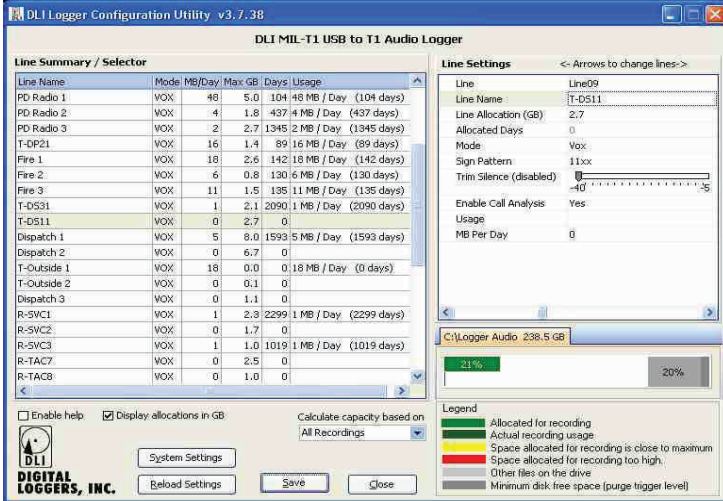 DLI Logger Configuration Utility v3.7.38
DLI MIL-T1 USB to T1 Audio Logger
Line Summary / Selector
Line Name Mode MB/Day Max GB Days Usage
PD Radio 1 VOX 48 5.0 104 48 MB / Day (104 days)
PD Radio 2 VOX 4 1.8 437 4 MB / Day (437 days)
PD Radio 3 VOX 2 2.7 1345 2 MB / Day (1345 days)
T-DP21 VOX 16 1.4 89 16 MB / Day (89 days)
Fire 1 VOX 18 2.6 142 18 MB / Day (142 days)
Fire 2 VOX 6 0.8 130 6 MB / Day (130 days)
Fire 3 VOX 11 1.5 135 11 MB / Day (135 days)
T-DS31 VOX 1 2.1 2090 1 MB / Day (2090 days)
T-DS11 VOX 0 2.7 0
Dispatch 1 VOX 5 8.0 1593 5 MB / Day (1593 days)
Dispatch 2 VOX 0 6.7 0
T-Outside 1 VOX 18 0.0 0 18 MB / Day (0 days)
T-Outside 2 VOX 0 0.1 0
Dispatch 3 VOX 0 1.1 0
R-SVC1 VOX 1 2.3 2299 1 MB / Day (2299 days)
R-SVC2 VOX 0 1.7 0
R-SVC3 VOX 1 1.0 1019 1 MB / Day (1019 days)
R-TAC7 VOX 0 2.5 0
R-TAC8 VOX 0 1.0 0
Enable help
Display allocations in GB
Calculate capacity based on
All Recordings
DLI
DIGITAL
LOGGERS, INC.
System Settings
Reload Settings
Save
Close
Line Settings <- Arrows to change lines->
Line Line09
Line Name T-DS11
Line Allocation (GB) 2.7
Allocated Days 0
Mode Vox
Sign Pattern 11xx
Trim Silence (disabled)
-40 -5
Enable Call Analysis Yes
Usage
MB Per Day 0
C:\Logger Audio 238.5 GB
21%
20%
Legend
Allocated for recording
Actual recording usage
Space allocated for recording is close to maximum
Space allocated for recording too high.
Other files on the drive
Minimum disk free space (purge trigger level)